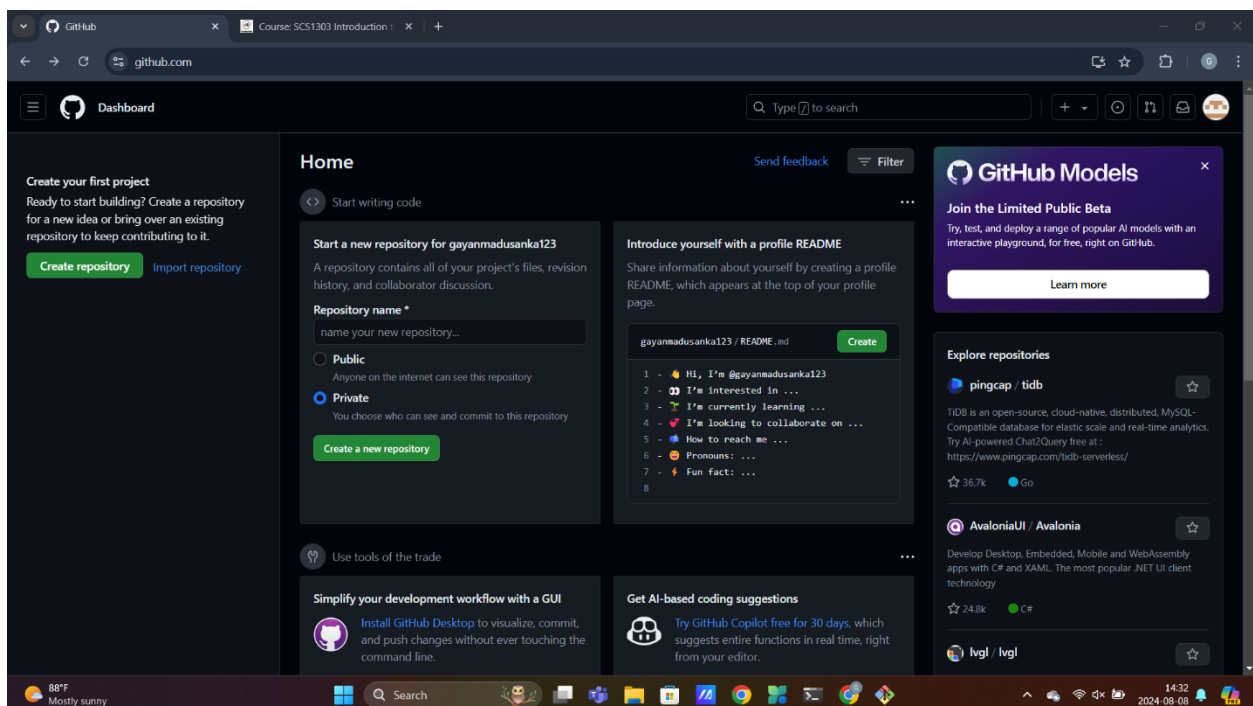 GitHub
Course: SCS1303 Introduction t
github.com
G
Dashboard
Type / to search
Create your first project
Ready to start building? Create a repository
for a new idea or bring over an existing
repository to keep contributing to it.
Create repository
Import repository
Home
Send feedback
Filter
Start writing code
Start a new repository for gayanmadusanka123
A repository contains all of your project's files, revision
history, and collaborator discussion.
Repository name *
name your new repository...
Public
Anyone on the internet can see this repository
Private
You choose who can see and commit to this repository
Create a new repository
Introduce yourself with a profile README
Share information about yourself by creating a profile
README, which appears at the top of your profile
page.
gayanmadusanka123 / README.md
Create
1 - 👋 Hi, I'm @gayanmadusanka123
2 - 👀 I'm interested in ...
3 - 🌱 I'm currently learning ...
4 - 💞️ I'm looking to collaborate on ...
5 - 📫 How to reach me ...
6 - 😄 Pronouns: ...
7 - ⚡ Fun fact: ...
8
Use tools of the trade
Simplify your development workflow with a GUI
Install GitHub Desktop to visualize, commit,
and push changes without ever touching the
command line.
Get AI-based coding suggestions
Try GitHub Copilot free for 30 days, which
suggests entire functions in real time, right
from your editor.
GitHub Models
Join the Limited Public Beta
Try, test, and deploy a range of popular AI models with an
interactive playground, for free, right on GitHub.
Learn more
Explore repositories
pingcap / tidb
TiDB is an open-source, cloud-native, distributed, MySQL-
Compatible database for elastic scale and real-time analytics.
Try AI-powered Chat2Query free at :
https://www.pingcap.com/tidb-serverless/
36.7k
Go
AvaloniaUI / Avalonia
Develop Desktop, Embedded, Mobile and WebAssembly
apps with C# and XAML. The most popular .NET UI client
technology
24.8k
C#
lvgl / lvgl
88°F
Mostly sunny
Search
14:32
2024-08-08
PRE